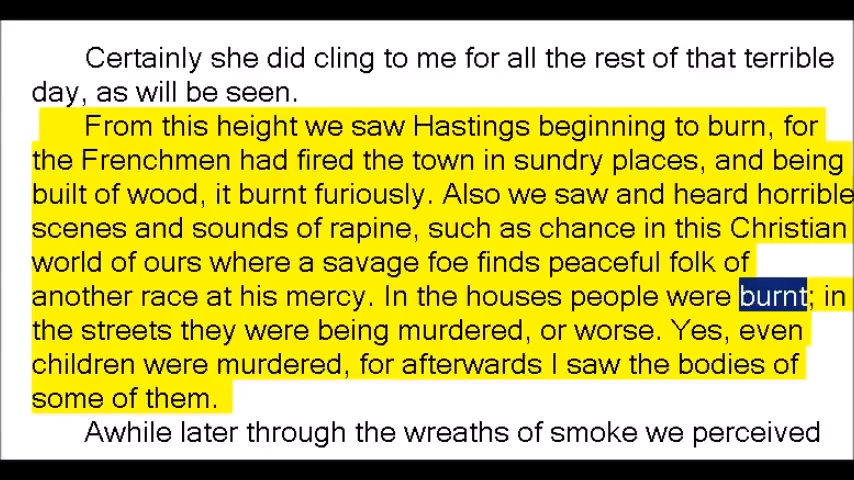 Certainly she did cling to me for all the rest of that terrible
day, as will be seen.
From this height we saw Hastings beginning to burn, for
the Frenchmen had fired the town in sundry places, and being
built of wood, it burnt furiously. Also we saw and heard horrible
scenes and sounds of rapine, such as chance in this Christian
world of ours where a savage foe finds peaceful folk of
another race at his mercy. In the houses people were burnt; in
the streets they were being murdered, or worse. Yes, even
children were murdered, for afterwards I saw the bodies of
some of them.
Awhile later through the wreaths of smoke we perceived